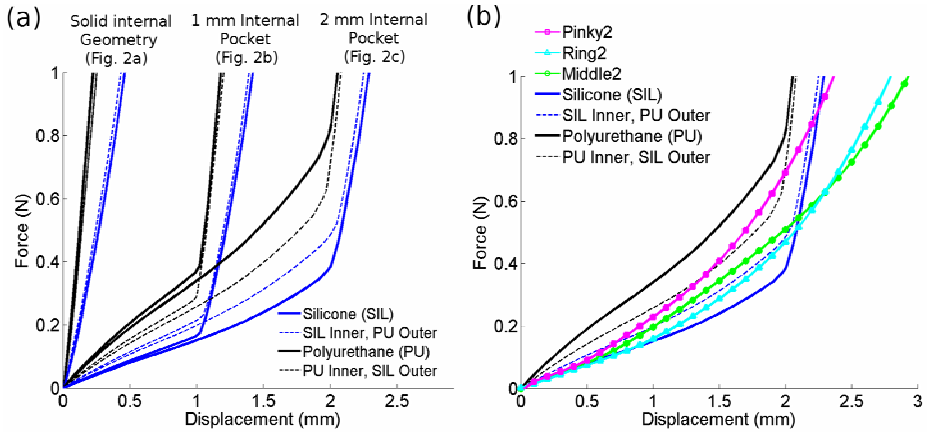 (a)
Solid internal
Geometry
(Fig. 2a)
1 mm Internal
Pocket
(Fig. 2b)
2 mm Internal
Pocket
(Fig. 2c)
1
0.8
0.6
0.4
0.2
0
Force (N)
0
0.5
1
1.5
2
2.5
Displacement (mm)
Silicone (SIL)
SIL Inner, PU Outer
Polyurethane (PU)
PU Inner, SIL Outer
(b)
Pinky2
Ring2
Middle2
Silicone (SIL)
SIL Inner, PU Outer
Polyurethane (PU)
PU Inner, SIL Outer
1
0.8
0.6
0.4
0.2
0
Force (N)
0
0.5
1
1.5
2
2.5
3
Displacement (mm)